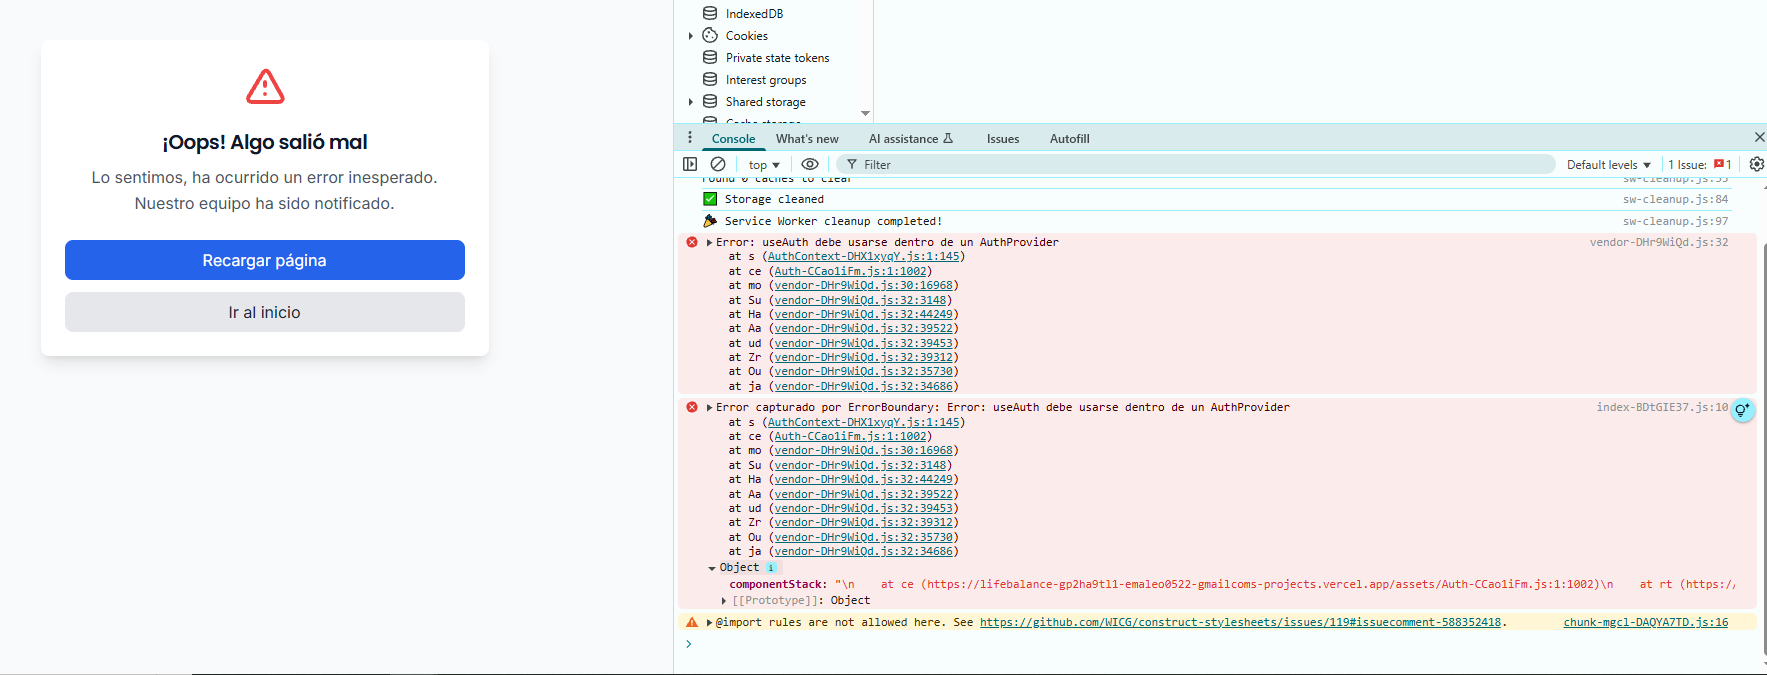 ¡Oops! Algo salió mal
Lo sentimos, ha ocurrido un error inesperado.
Nuestro equipo ha sido notificado.
Recargar página
Ir al inicio
IndexedDB
Cookies
Private state tokens
Interest groups
Shared storage
Cache storage
Console What's new AI assistance Issues Autofill
top Filter Default levels 1 Issue: 1
Found 0 caches to clear sw-cleanup.js:55
Storage cleaned sw-cleanup.js:84
Service Worker cleanup completed! sw-cleanup.js:97
Error: useAuth debe usarse dentro de un AuthProvider vendor-DHr9WiQd.js:32
at s (AuthContext-DHX1xyqY.js:1:145)
at ce (Auth-CCao1iFm.js:1:1002)
at mo (vendor-DHr9WiQd.js:30:16968)
at Su (vendor-DHr9WiQd.js:32:3148)
at Ha (vendor-DHr9WiQd.js:32:44249)
at Aa (vendor-DHr9WiQd.js:32:39522)
at ud (vendor-DHr9WiQd.js:32:39453)
at Zr (vendor-DHr9WiQd.js:32:39312)
at Ou (vendor-DHr9WiQd.js:32:35730)
at ja (vendor-DHr9WiQd.js:32:34686)
Error capturado por ErrorBoundary: Error: useAuth debe usarse dentro de un AuthProvider index-BDtGIE37.js:10
at s (AuthContext-DHX1xyqY.js:1:145)
at ce (Auth-CCao1iFm.js:1:1002)
at mo (vendor-DHr9WiQd.js:30:16968)
at Su (vendor-DHr9WiQd.js:32:3148)
at Ha (vendor-DHr9WiQd.js:32:44249)
at Aa (vendor-DHr9WiQd.js:32:39522)
at ud (vendor-DHr9WiQd.js:32:39453)
at Zr (vendor-DHr9WiQd.js:32:39312)
at Ou (vendor-DHr9WiQd.js:32:35730)
at ja (vendor-DHr9WiQd.js:32:34686)
Object i
componentStack: "\n    at ce (https://lifebalance-gp2ha9tl1-emaleo0522-gmailcoms-projects.vercel.app/assets/Auth-CCao1iFm.js:1:1002)\n    at rt (https:/
[[Prototype]]: Object
@import rules are not allowed here. See https://github.com/WICG/construct-stylesheets/issues/119#issuecomment-588352418. chunk-mgcl-DAQYA7TD.js:16